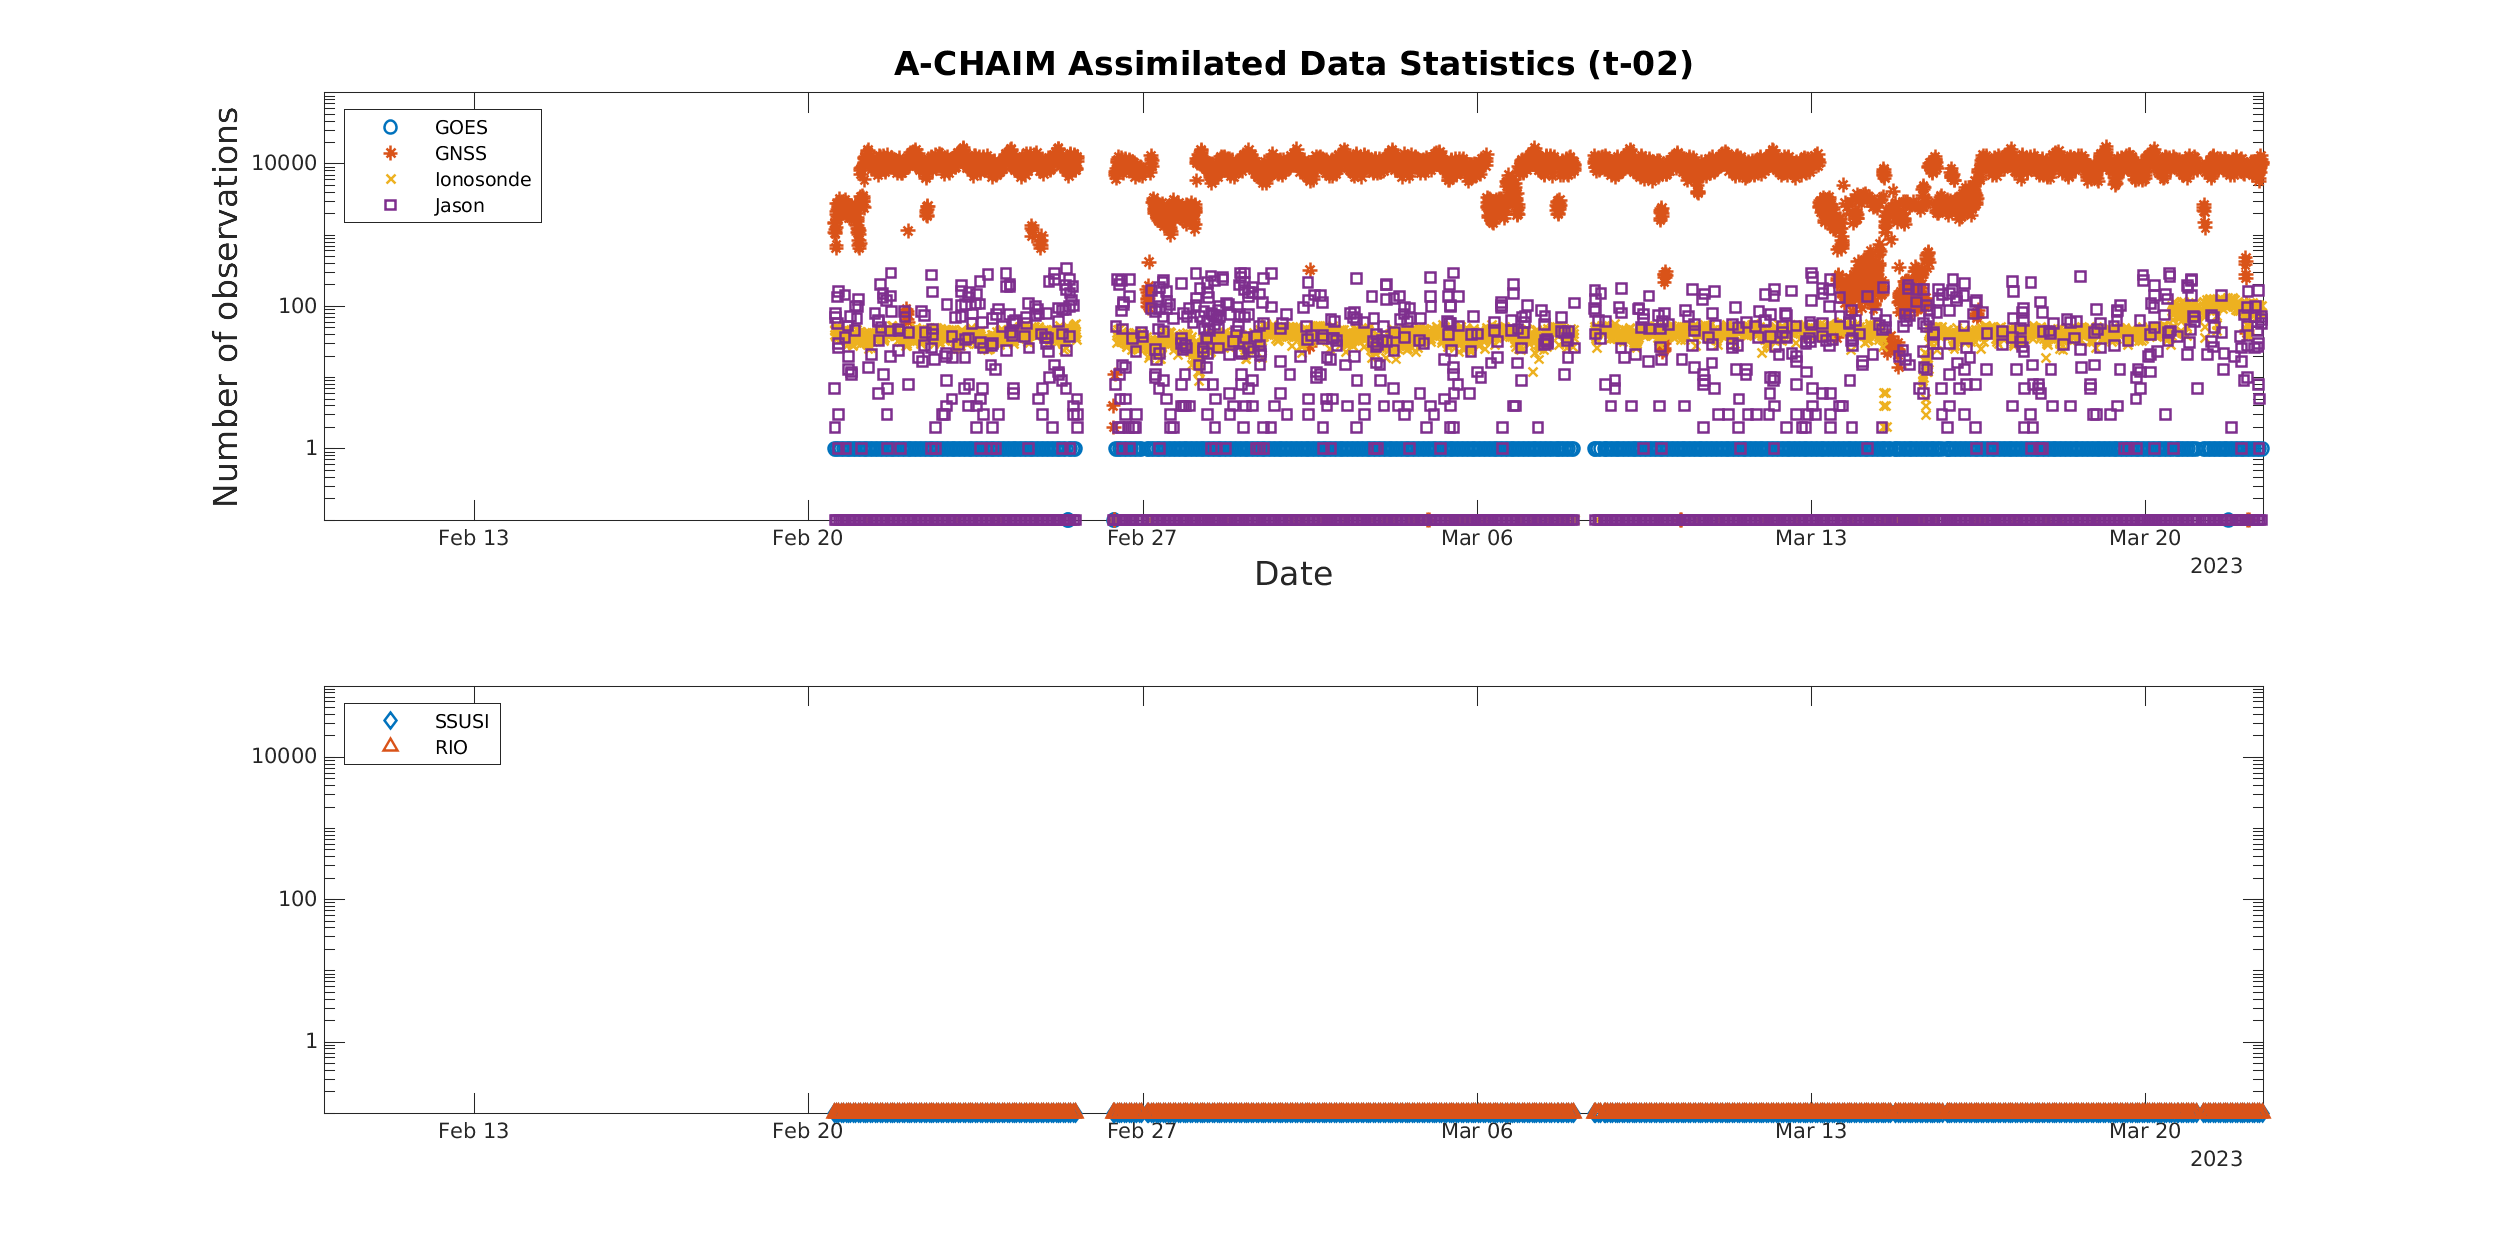 A-CHAIM Assimilated Data Statistics (t-02)
Number of observations
10000
100
1
GOES
GNSS
Ionosonde
Jason
Feb 13
Feb 20
Feb 27
Mar 06
Mar 13
Mar 20
2023
Date
10000
100
1
SSUSI
RIO
Feb 13
Feb 20
Feb 27
Mar 06
Mar 13
Mar 20
2023